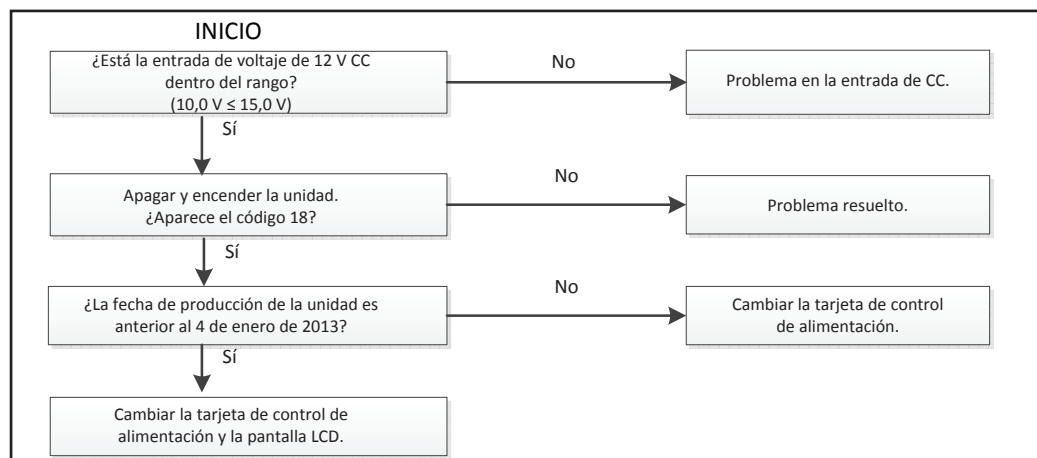 INICIO
¿Está la entrada de voltaje de 12 V CC
dentro del rango?
(10,0 V ≤ 15,0 V)
No
Problema en la entrada de CC.
Sí
Apagar y encender la unidad.
¿Aparece el código 18?
No
Problema resuelto.
Sí
¿La fecha de producción de la unidad es
anterior al 4 de enero de 2013?
No
Cambiar la tarjeta de control
de alimentación.
Sí
Cambiar la tarjeta de control de
alimentación y la pantalla LCD.